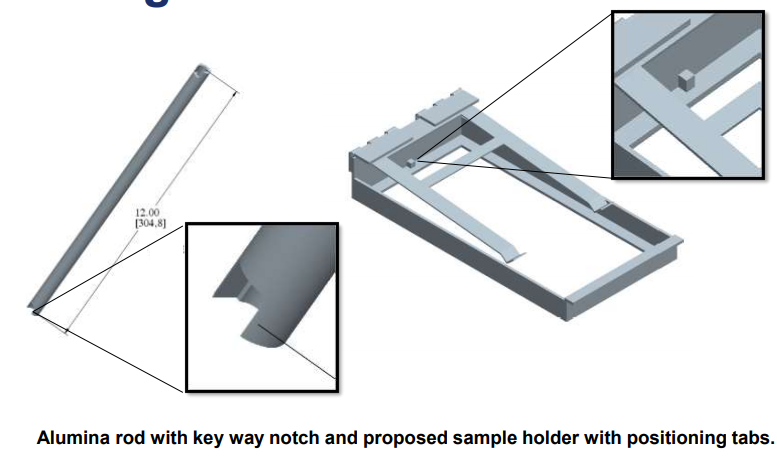 12.00
[304,8]
Alumina rod with key way notch and proposed sample holder with positioning tabs.